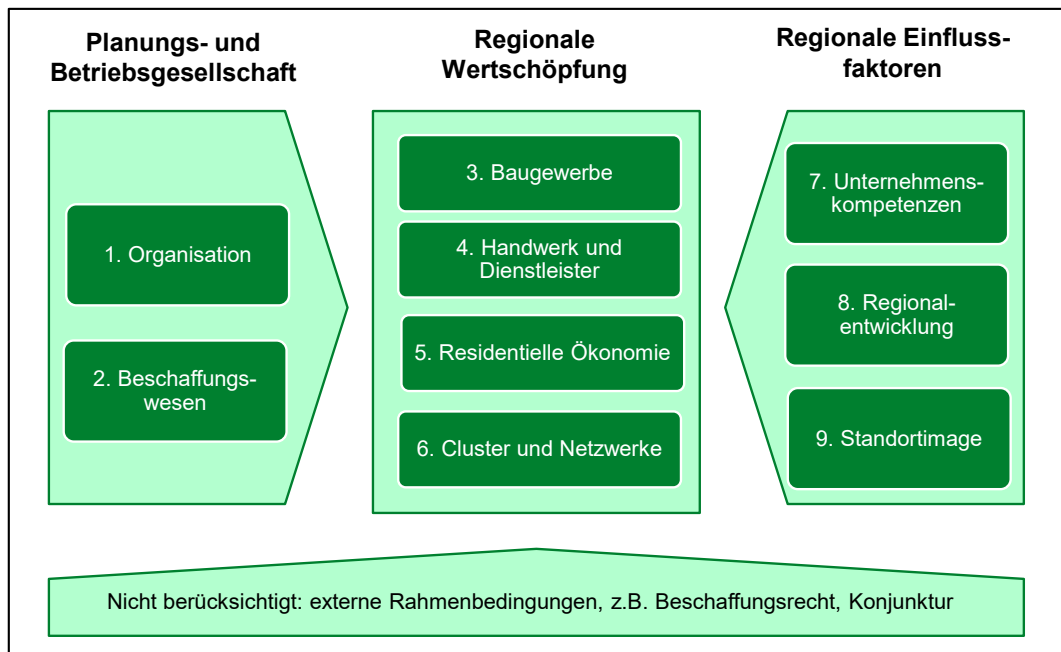 Planungs- und
Betriebsgesellschaft
1. Organisation
2. Beschaffungs-
wesen
Regionale
Wertschöpfung
3. Baugewerbe
4. Handwerk und
Dienstleister
5. Residentielle Ökonomie
6. Cluster und Netzwerke
Regionale Einfluss-
faktoren
7. Unternehmens-
kompetenzen
8. Regional-
entwicklung
9. Standortimage
Nicht berücksichtigt: externe Rahmenbedingungen, z.B. Beschaffungsrecht, Konjunktur